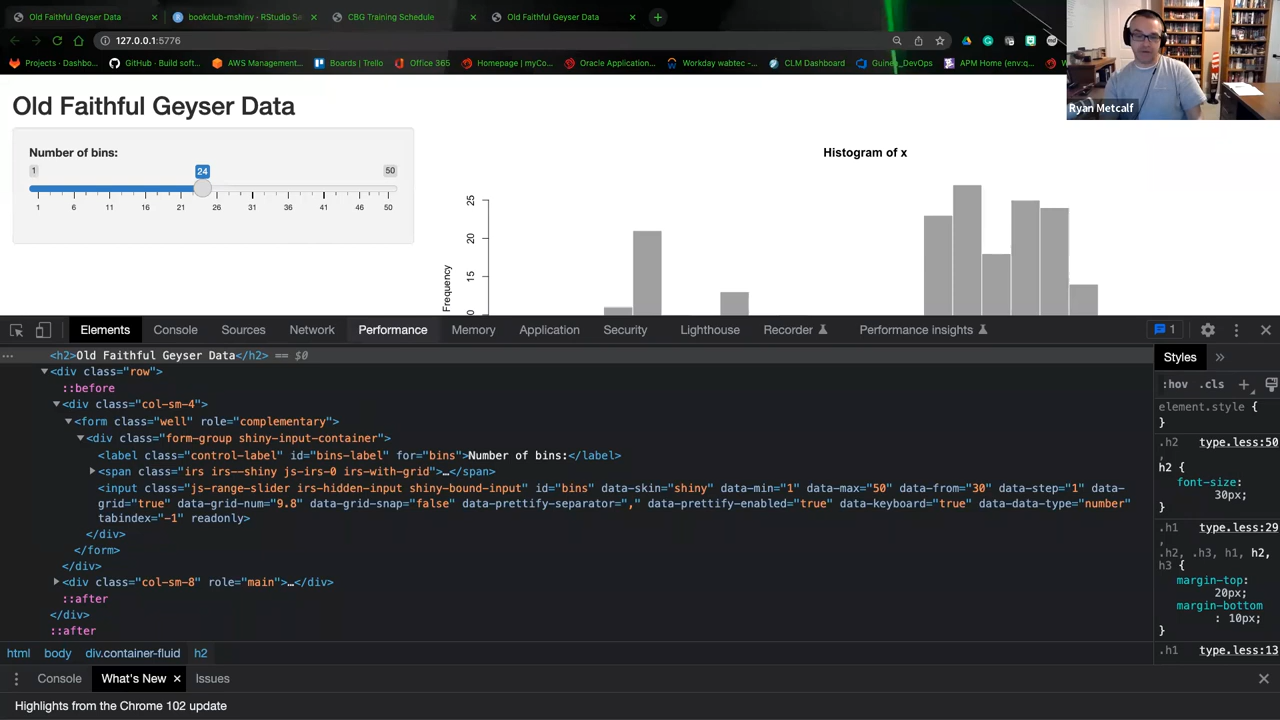 Old Faithful Geyser Data
bookclub-mshiny - RStudio Se
CBG Training Schedule
Old Faithful Geyser Data
127.0.0.1:5776
Projects · Dashbo...
GitHub · Build soft...
AWS Management...
Boards | Trello
Office 365
Homepage | myCo...
Oracle Application...
Workday wabtec -...
CLM Dashboard
Guinea_DevOps
APM Home (env:q...
Ryan Metcalf
Old Faithful Geyser Data
Number of bins:
1 24 50
1 6 11 16 21 26 31 36 41 46 50
Histogram of x
25
20
15
Frequency
Elements Console Sources Network Performance Memory Application Security Lighthouse Recorder Performance insights 1
<h2>Old Faithful Geyser Data</h2> == $0
<div class="row">
::before
<div class="col-sm-4">
<form class="well" role="complementary">
<div class="form-group shiny-input-container">
<label class="control-label" id="bins-label" for="bins">Number of bins:</label>
<span class="irs irs--shiny js-irs-0 irs-with-grid">…</span>
<input class="js-range-slider irs-hidden-input shiny-bound-input" id="bins" data-skin="shiny" data-min="1" data-max="50" data-from="30" data-step="1" data-
grid="true" data-grid-num="9.8" data-grid-snap="false" data-prettify-separator="," data-prettify-enabled="true" data-keyboard="true" data-data-type="number"
tabindex="-1" readonly>
</div>
</form>
</div>
<div class="col-sm-8" role="main">…</div>
::after
</div>
::after
Styles
:hov .cls
element.style {
}
.h2 type.less:50
,
h2 {
font-size:
30px;
}
.h1 type.less:29
,
.h2, .h3, h1, h2,
h3 {
margin-top:
20px;
margin-bottom
: 10px;
}
.h1 type.less:13
html body div.container-fluid h2
Console What's New Issues
Highlights from the Chrome 102 update